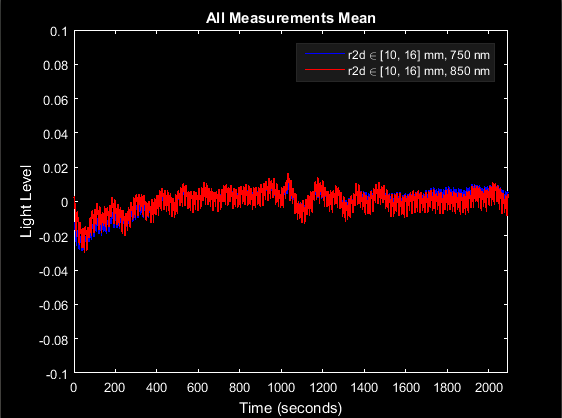 All Measurements Mean
r2d ∈ [10, 16] mm, 750 nm
r2d ∈ [10, 16] mm, 850 nm
0.1
0.08
0.06
0.04
0.02
0
-0.02
-0.04
-0.06
-0.08
-0.1
Light Level
0 200 400 600 800 1000 1200 1400 1600 1800 2000
Time (seconds)